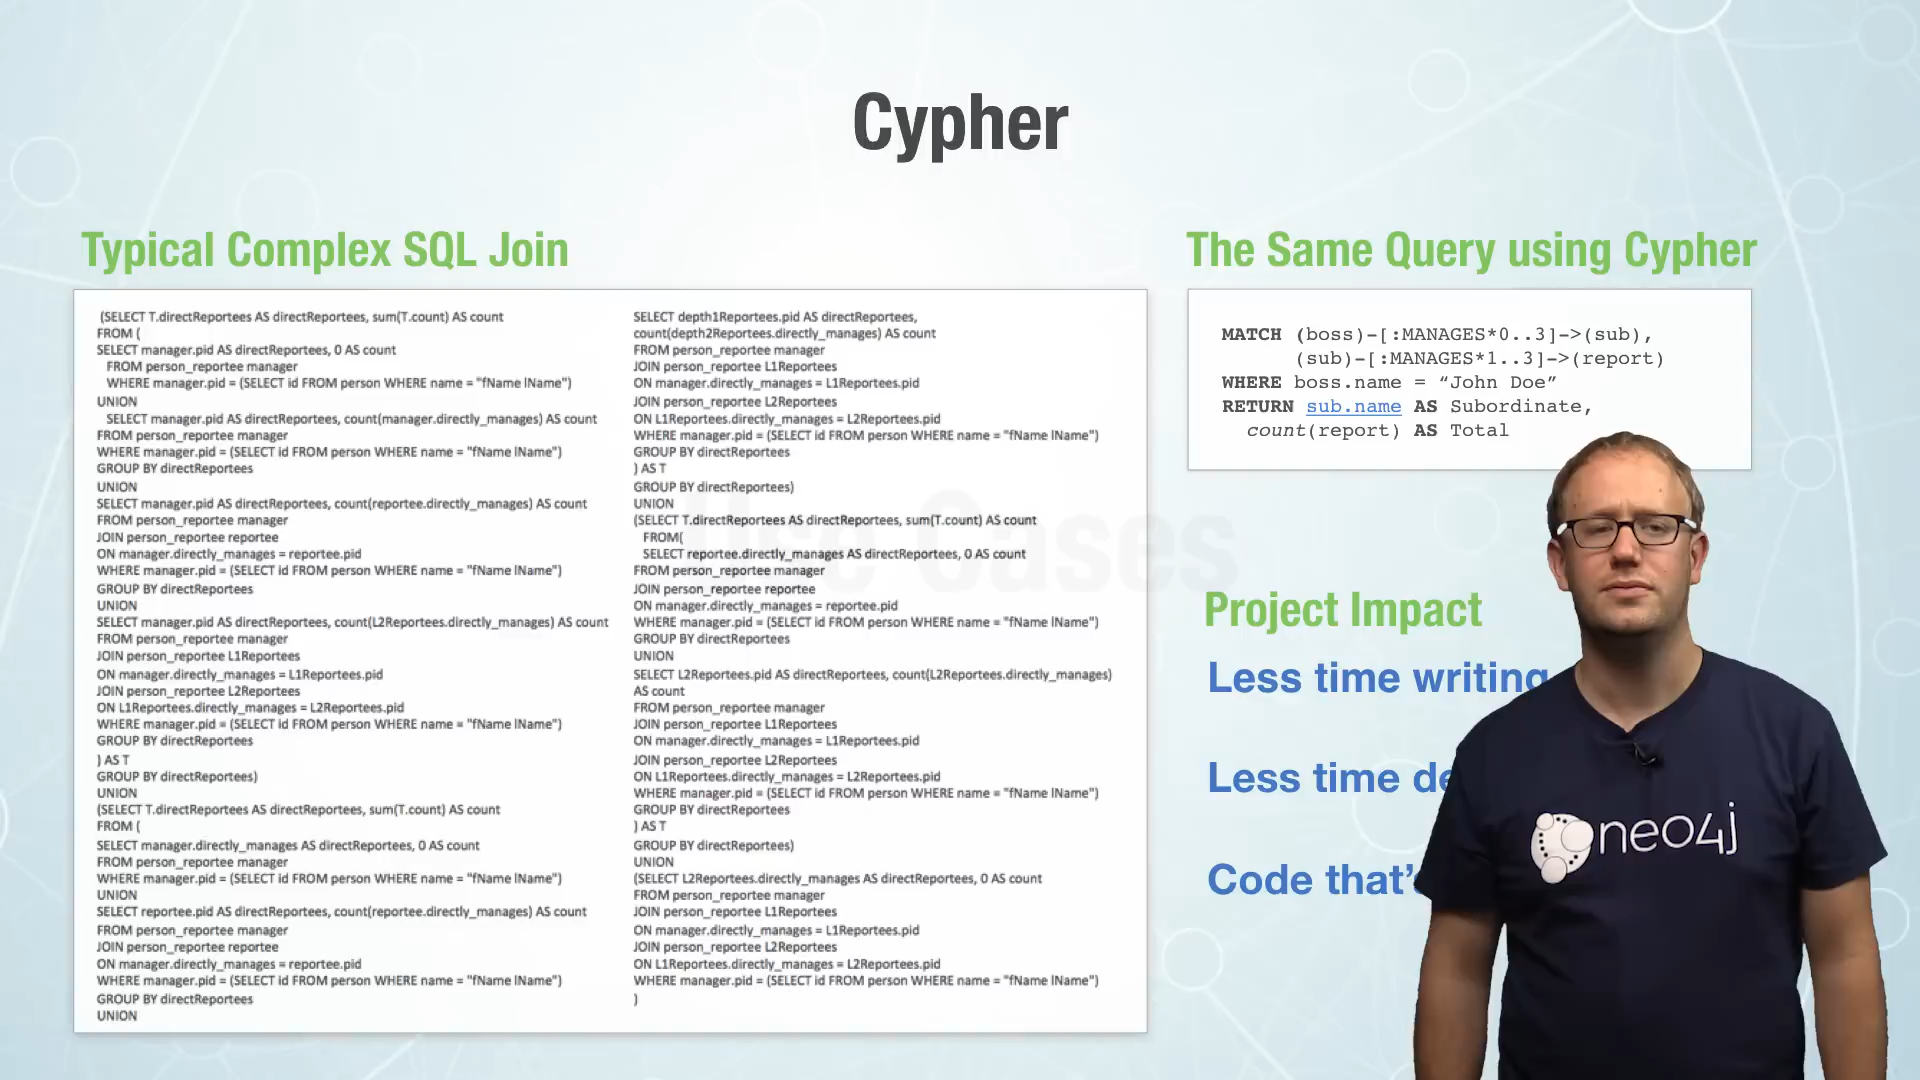 Cypher
Typical Complex SQL Join
(SELECT T.directReportees AS directReportees, sum(T.count) AS count
FROM (
SELECT manager.pid AS directReportees, 0 AS count
FROM person_reportee manager
WHERE manager.pid = (SELECT id FROM person WHERE name = "fName lName")
UNION
SELECT manager.pid AS directReportees, count(manager.directly_manages) AS count
FROM person_reportee manager
WHERE manager.pid = (SELECT id FROM person WHERE name = "fName lName")
GROUP BY directReportees
UNION
SELECT manager.pid AS directReportees, count(reportee.directly_manages) AS count
FROM person_reportee manager
JOIN person_reportee reportee
ON manager.directly_manages = reportee.pid
WHERE manager.pid = (SELECT id FROM person WHERE name = "fName lName")
GROUP BY directReportees
UNION
SELECT manager.pid AS directReportees, count(L2Reportees.directly_manages) AS count
FROM person_reportee manager
JOIN person_reportee L1Reportees
ON manager.directly_manages = L1Reportees.pid
JOIN person_reportee L2Reportees
ON L1Reportees.directly_manages = L2Reportees.pid
WHERE manager.pid = (SELECT id FROM person WHERE name = "fName lName")
GROUP BY directReportees
) AS T
GROUP BY directReportees)
UNION
(SELECT T.directReportees AS directReportees, sum(T.count) AS count
FROM (
SELECT manager.directly_manages AS directReportees, 0 AS count
FROM person_reportee manager
WHERE manager.pid = (SELECT id FROM person WHERE name = "fName lName")
UNION
SELECT reportee.pid AS directReportees, count(reportee.directly_manages) AS count
FROM person_reportee manager
JOIN person_reportee reportee
ON manager.directly_manages = reportee.pid
WHERE manager.pid = (SELECT id FROM person WHERE name = "fName lName")
GROUP BY directReportees
UNION
SELECT depth1Reportees.pid AS directReportees,
count(depth2Reportees.directly_manages) AS count
FROM person_reportee manager
JOIN person_reportee L1Reportees
ON manager.directly_manages = L1Reportees.pid
JOIN person_reportee L2Reportees
ON L1Reportees.directly_manages = L2Reportees.pid
WHERE manager.pid = (SELECT id FROM person WHERE name = "fName lName")
GROUP BY directReportees
) AS T
GROUP BY directReportees)
UNION
(SELECT T.directReportees AS directReportees, sum(T.count) AS count
FROM(
SELECT reportee.directly_manages AS directReportees, 0 AS count
FROM person_reportee manager
JOIN person_reportee reportee
ON manager.directly_manages = reportee.pid
WHERE manager.pid = (SELECT id FROM person WHERE name = "fName lName")
GROUP BY directReportees
UNION
SELECT L2Reportees.pid AS directReportees, count(L2Reportees.directly_manages)
AS count
FROM person_reportee manager
JOIN person_reportee L1Reportees
ON manager.directly_manages = L1Reportees.pid
JOIN person_reportee L2Reportees
ON L1Reportees.directly_manages = L2Reportees.pid
WHERE manager.pid = (SELECT id FROM person WHERE name = "fName lName")
GROUP BY directReportees
) AS T
GROUP BY directReportees)
UNION
(SELECT L2Reportees.directly_manages AS directReportees, 0 AS count
FROM person_reportee manager
JOIN person_reportee L1Reportees
ON manager.directly_manages = L1Reportees.pid
JOIN person_reportee L2Reportees
ON L1Reportees.directly_manages = L2Reportees.pid
WHERE manager.pid = (SELECT id FROM person WHERE name = "fName lName")
)
Use Cases
The Same Query using Cypher
MATCH (boss)-[:MANAGES*0..3]->(sub),
(sub)-[:MANAGES*1..3]->(report)
WHERE boss.name = “John Doe”
RETURN sub.name AS Subordinate,
count(report) AS Total
Project Impact
Less time writing
Less time
Code that’
neo4j